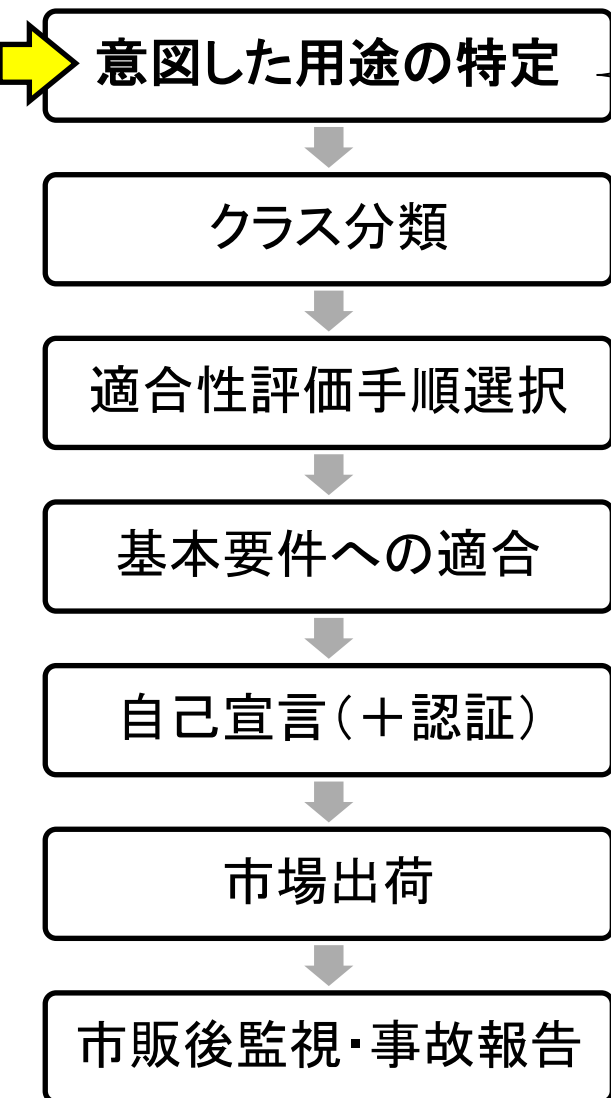 意図した用途の特定
クラス分類
適合性評価手順選択
基本要件への適合
自己宣言（＋認証）
市場出荷
市販後監視・事故報告